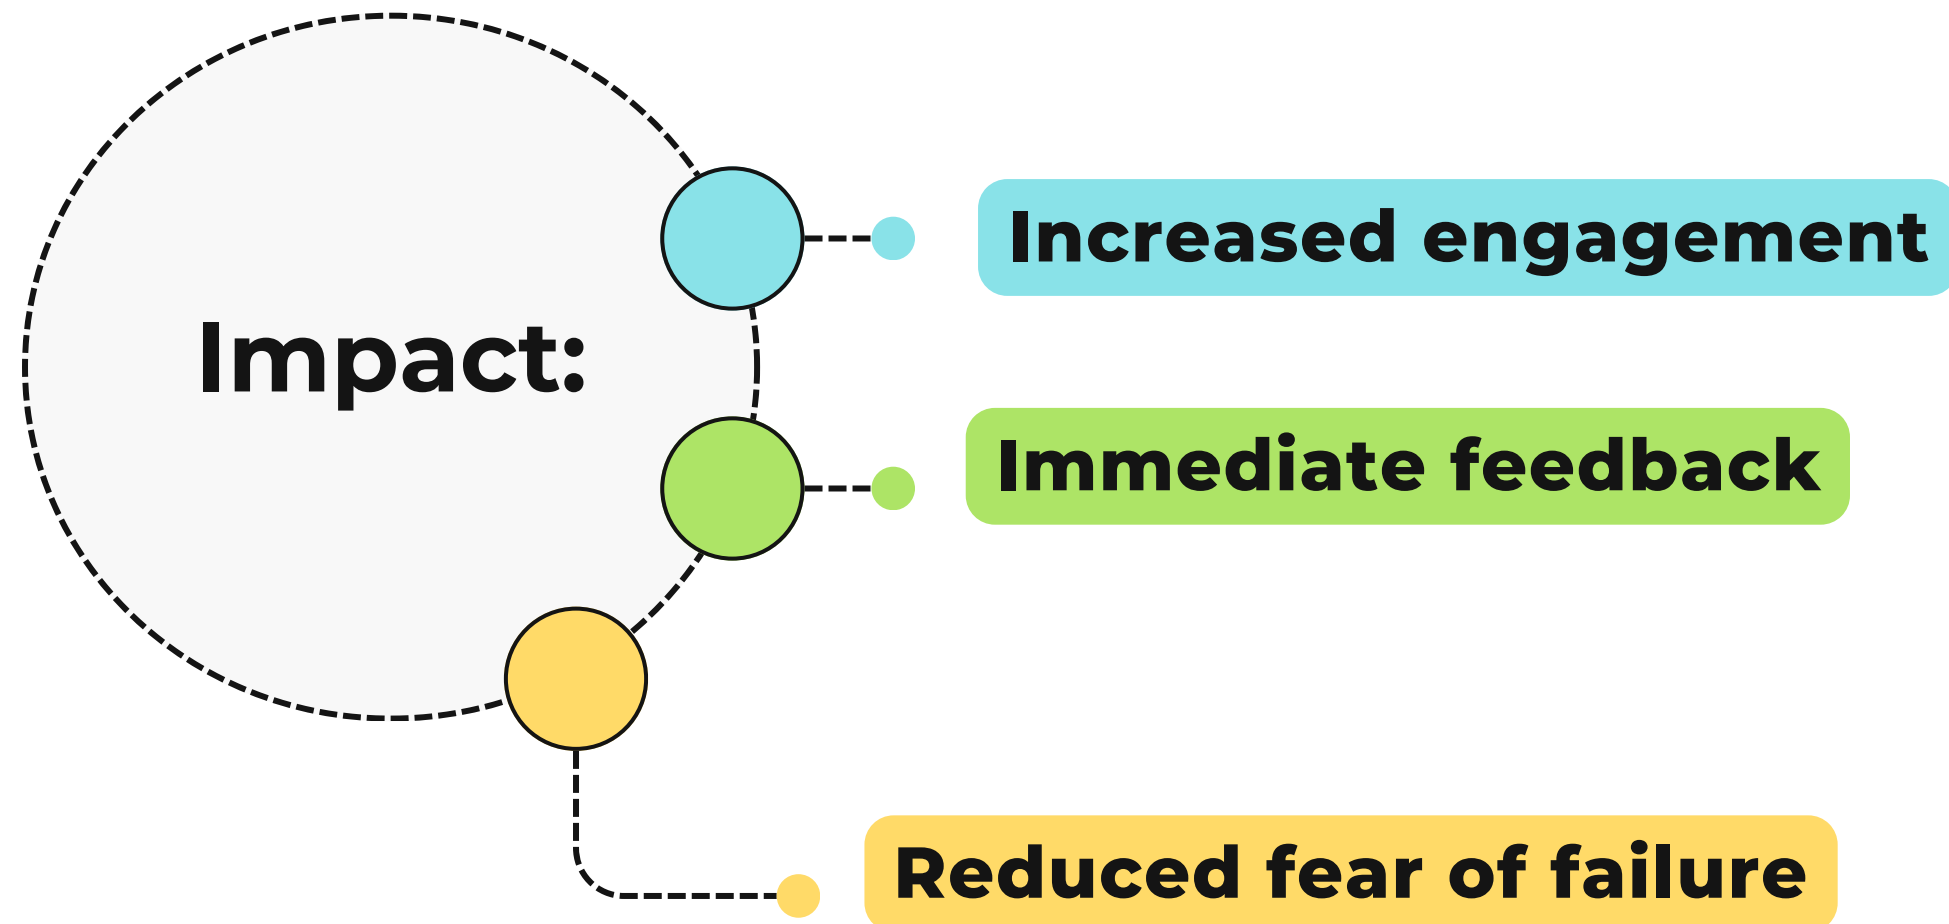 Impact:
Increased engagement
Immediate feedback
Reduced fear of failure